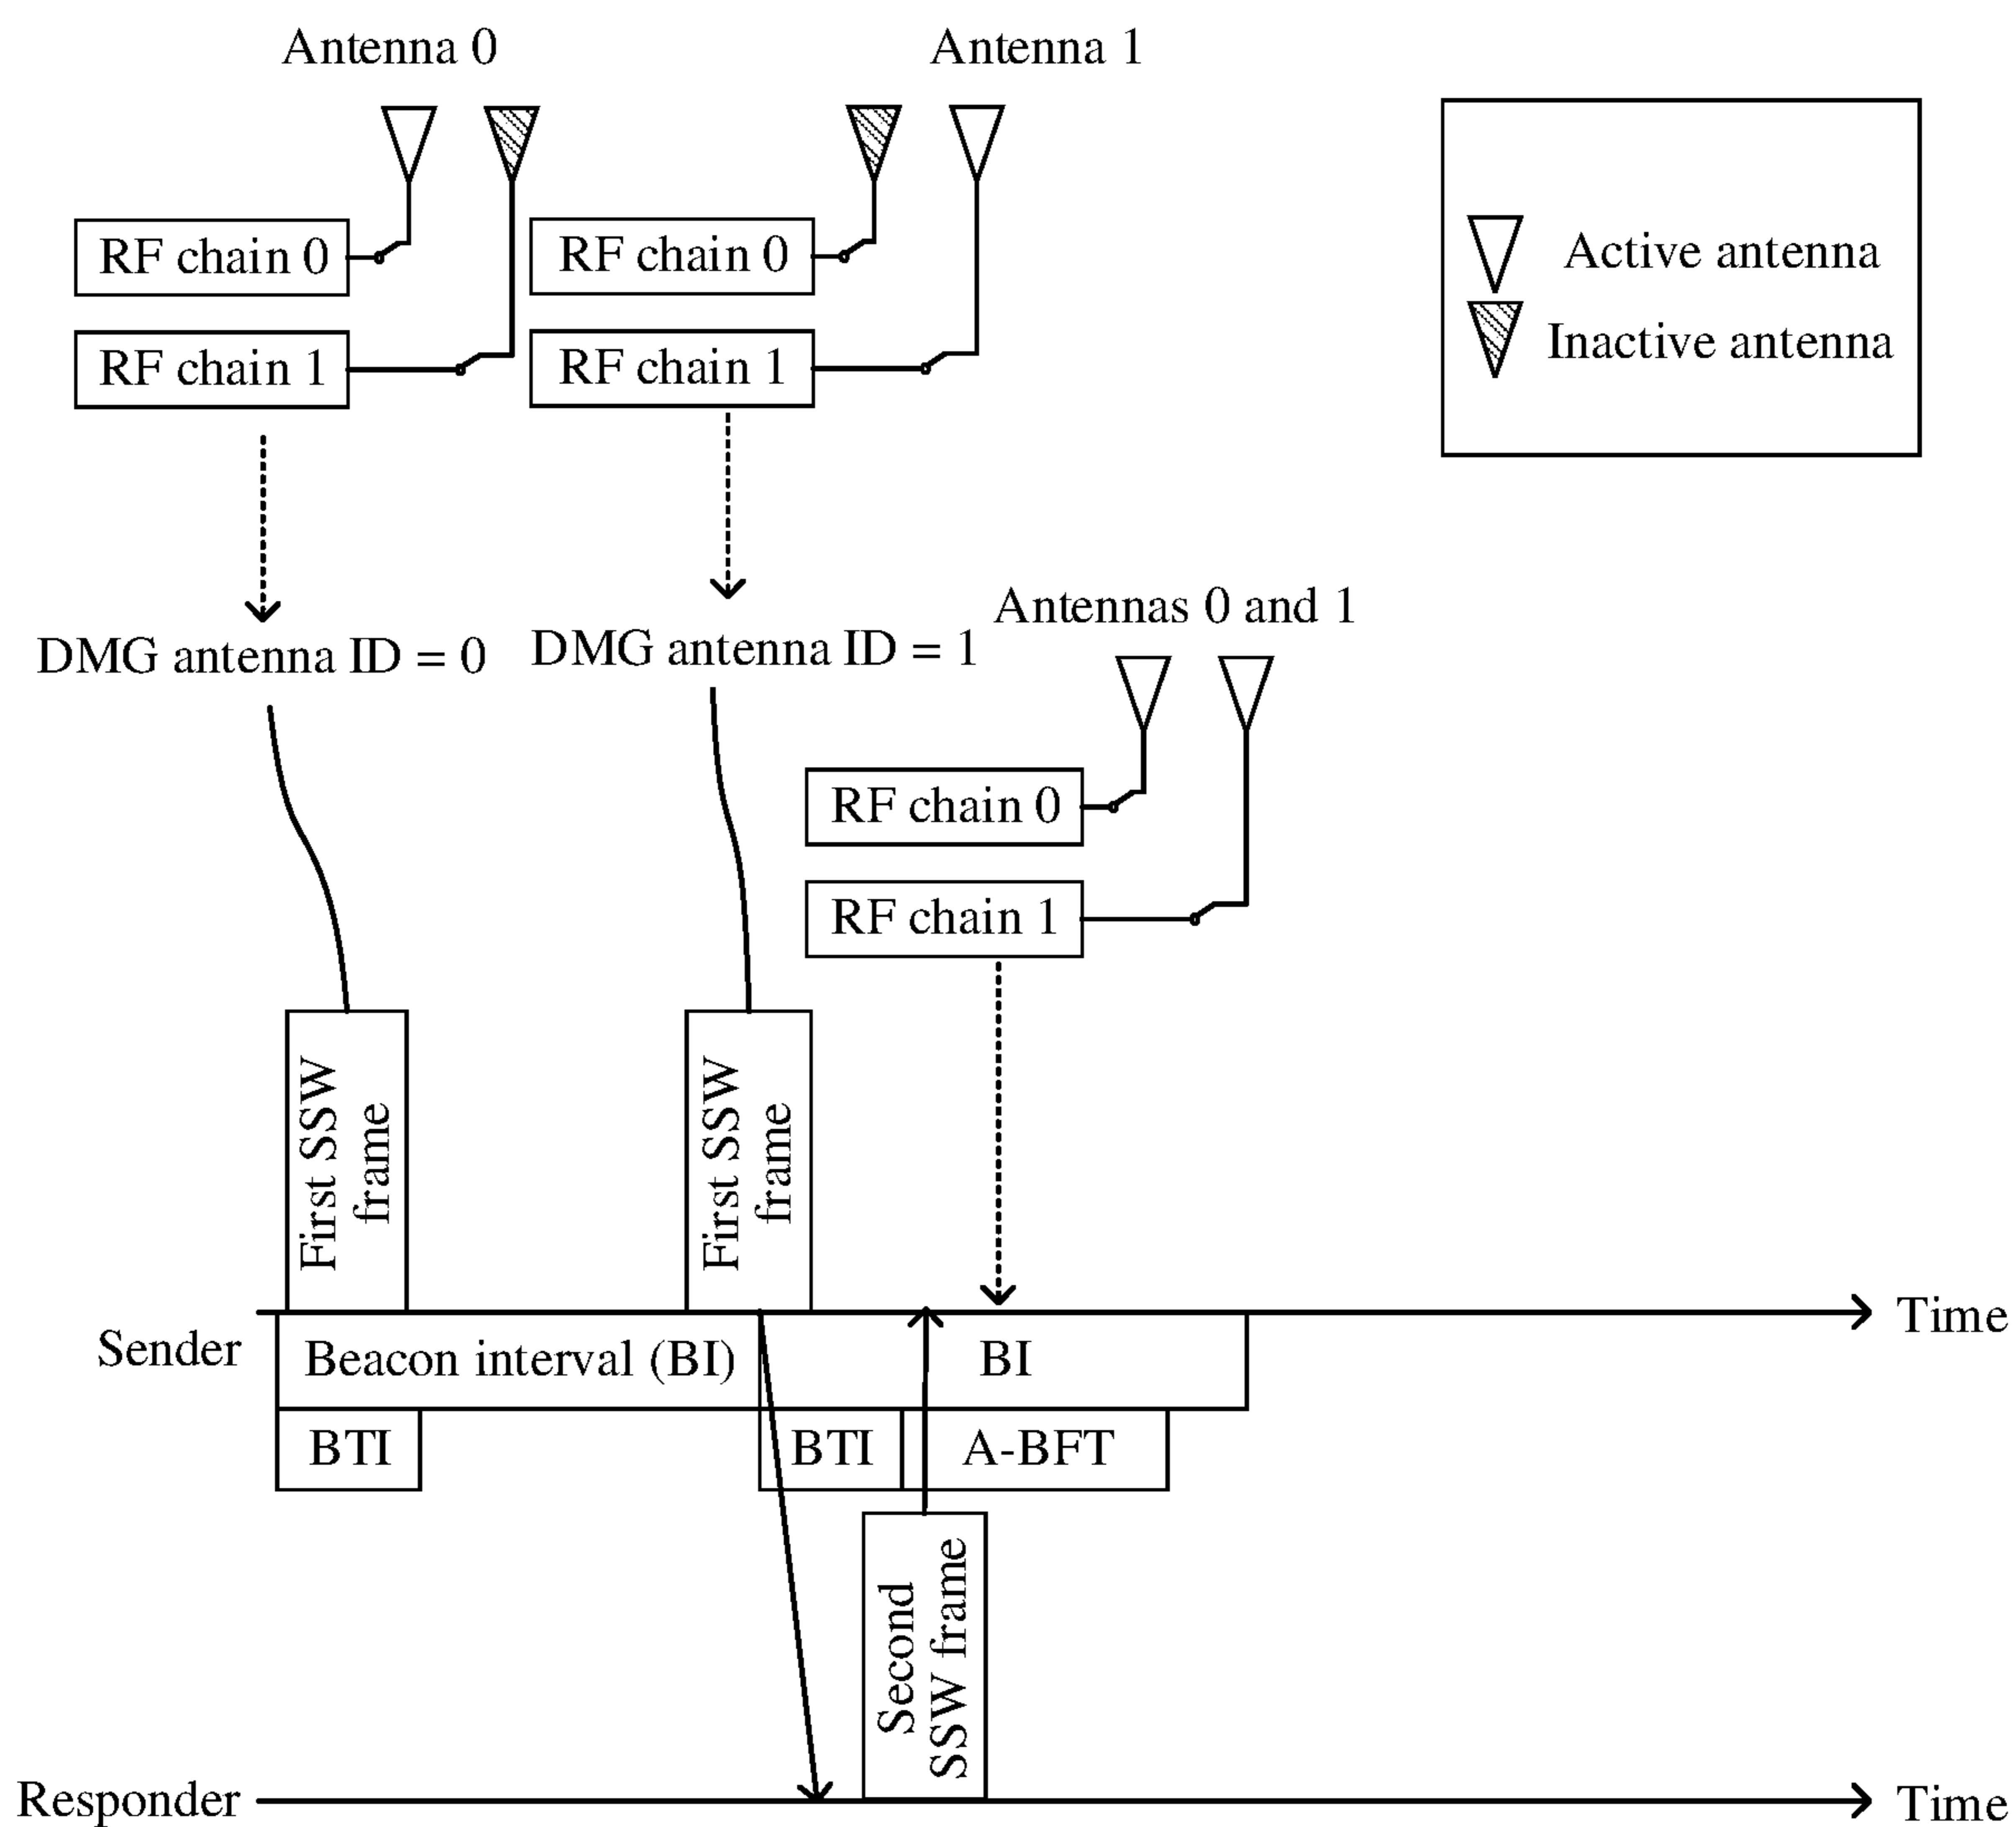 Antenna 0
Antenna 1
RF chain 0
RF chain 0
RF chain 1
RF chain 1
Active antenna
Inactive antenna
DMG antenna ID = 0
DMG antenna ID = 1
Antennas 0 and 1
RF chain 0
RF chain 1
First SSW
frame
First SSW
frame
Time
Sender
Beacon interval (BI)
BI
BTI
BTI
A-BFT
Second
SSW frame
Responder
Time